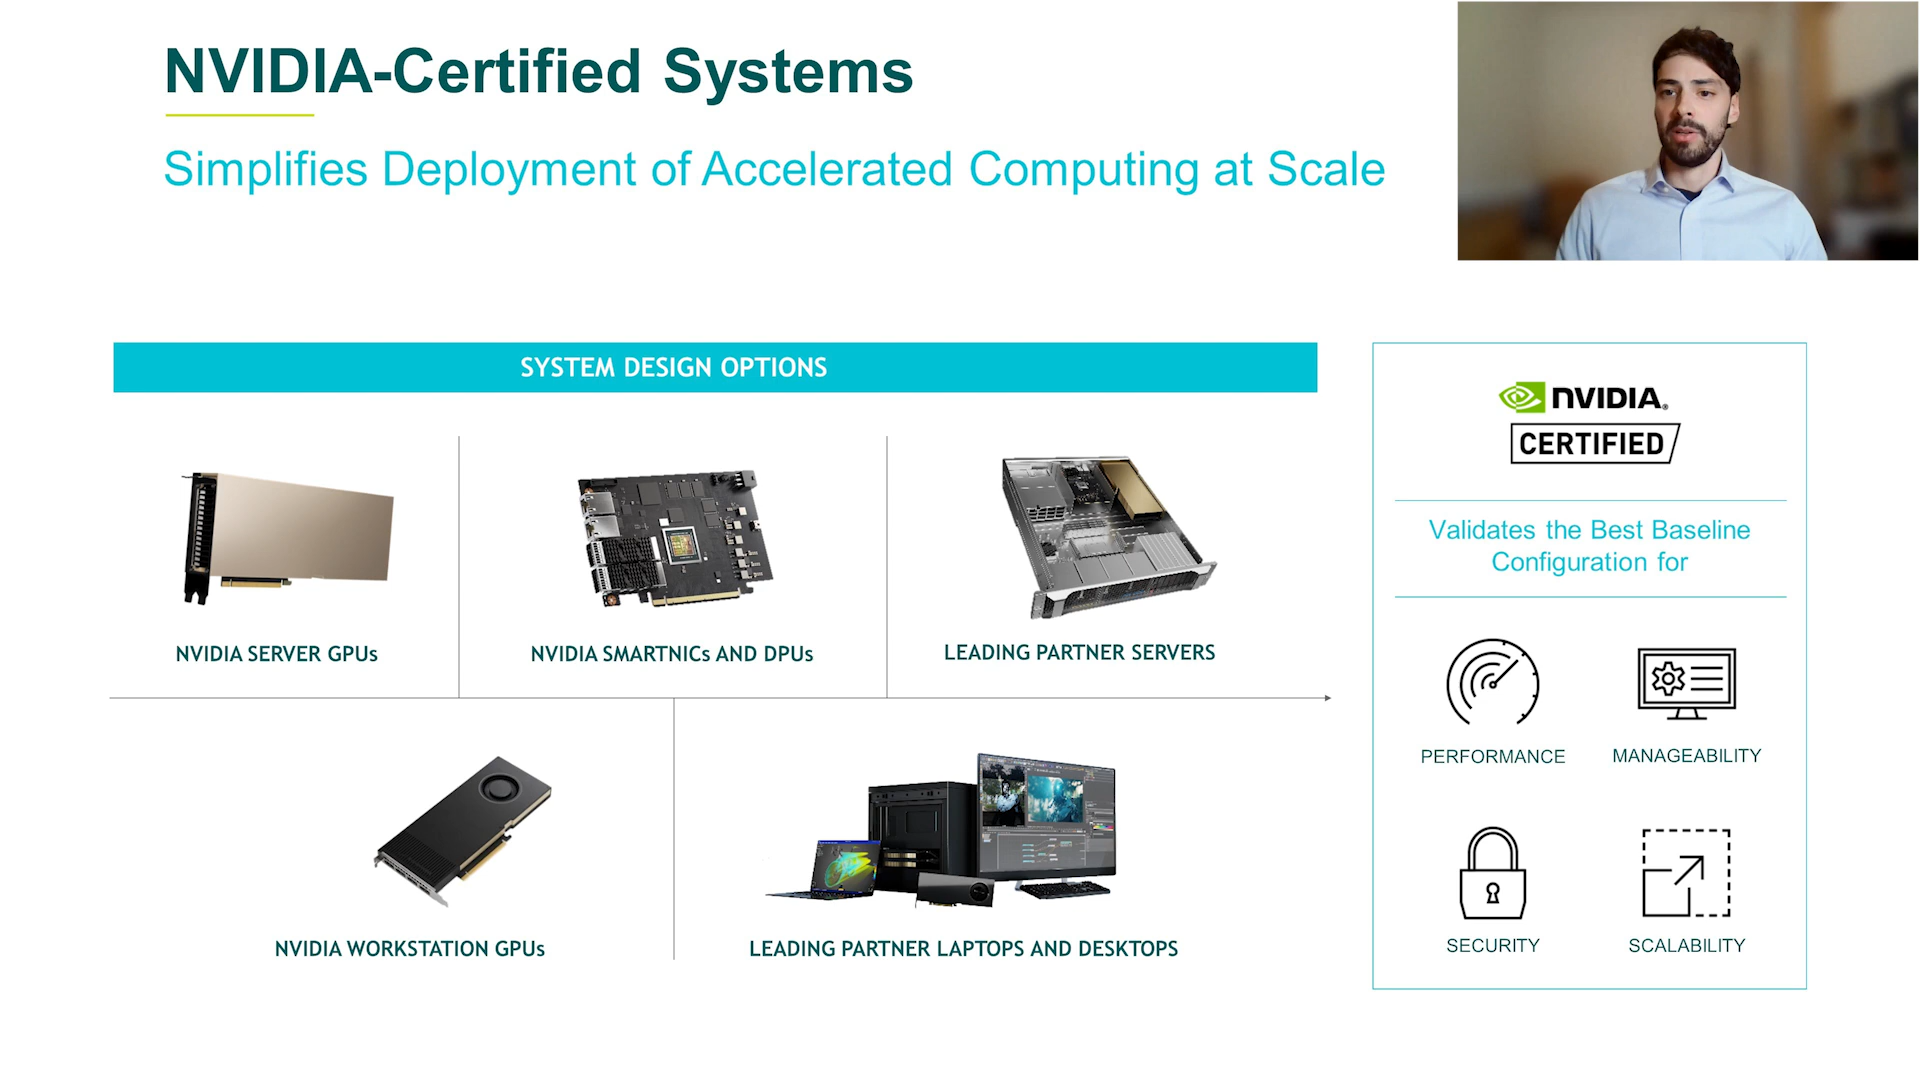 NVIDIA-Certified Systems
Simplifies Deployment of Accelerated Computing at Scale
SYSTEM DESIGN OPTIONS
NVIDIA SERVER GPUs
NVIDIA SMARTNICs AND DPUs
LEADING PARTNER SERVERS
NVIDIA WORKSTATION GPUs
LEADING PARTNER LAPTOPS AND DESKTOPS
NVIDIA®
CERTIFIED
Validates the Best Baseline
Configuration for
PERFORMANCE
MANAGEABILITY
SECURITY
SCALABILITY